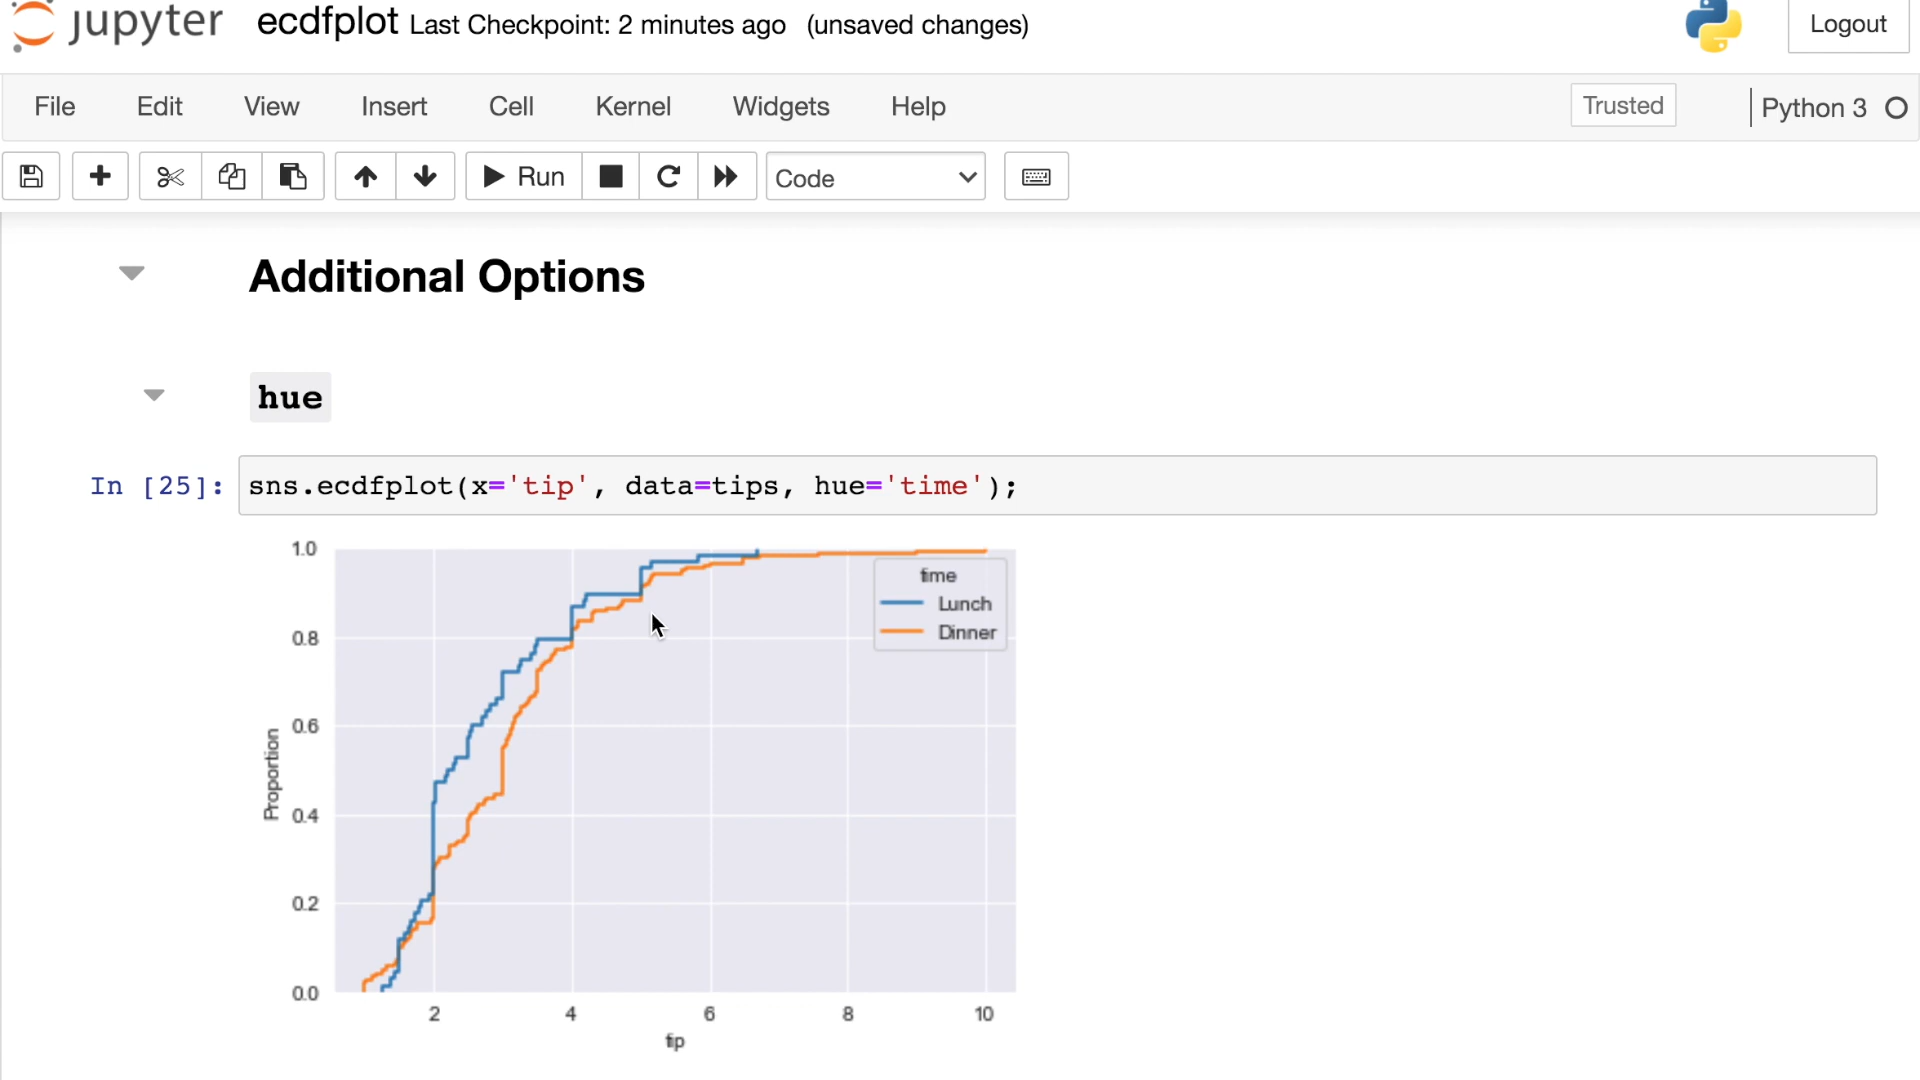 jupyter ecdfplot Last Checkpoint: 2 minutes ago (unsaved changes) Logout
File Edit View Insert Cell Kernel Widgets Help Trusted Python 3
Run Code
Additional Options
hue
In [25]: sns.ecdfplot(x='tip', data=tips, hue='time');
1.0
time
Lunch
Dinner
0.8
0.6
Proportion
0.4
0.2
0.0
2 4 6 8 10
tip